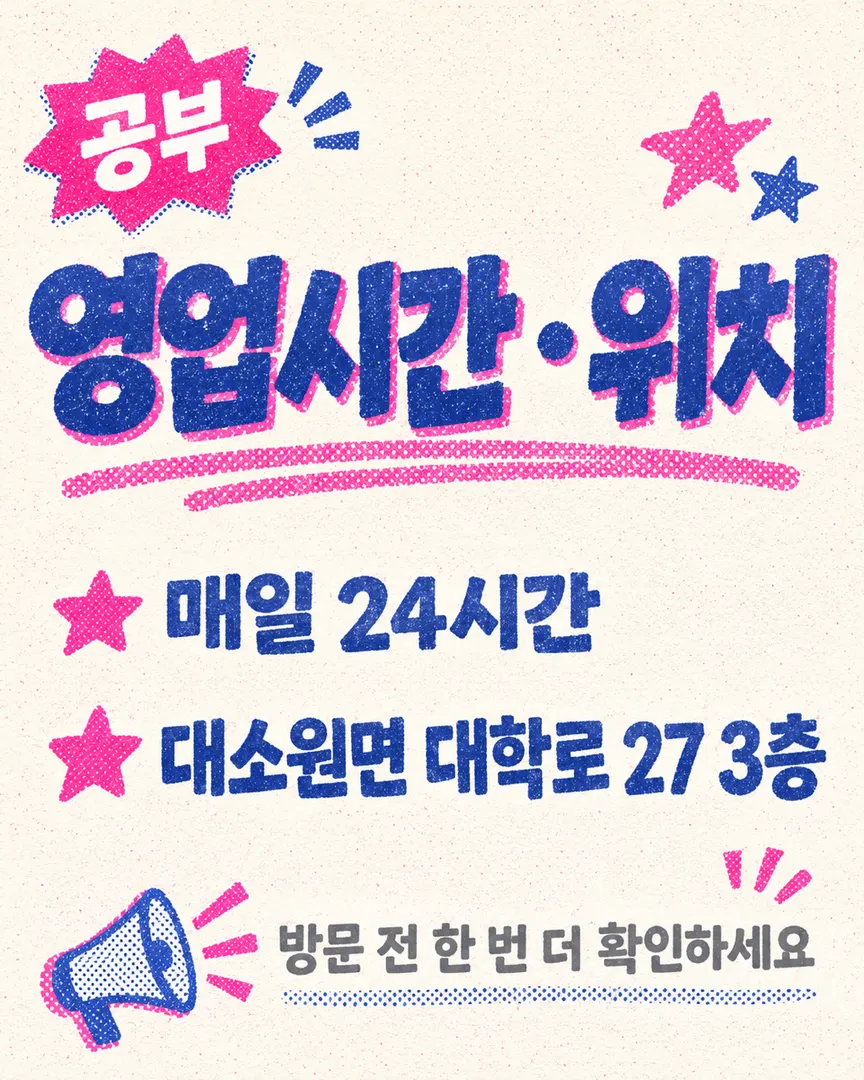 공부
영업시간·위치
매일 24시간
대소원면 대학로 27 3층
방문 전 한 번 더 확인하세요